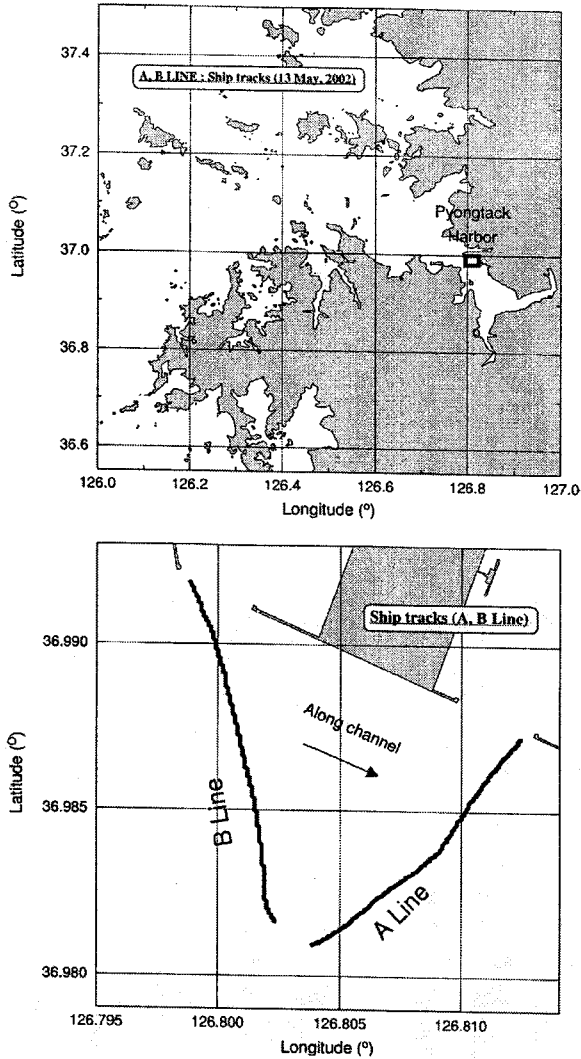 37.4
37.2
37.0
36.8
36.6
Latitude (°)
A, B LINE : Ship tracks (13 May, 2002)
Pyongtack
Harbor
126.0
126.2
126.4
126.6
126.8
127.0
Longitude (°)
36.990
36.985
36.980
Latitude (°)
Ship tracks (A, B Line)
Along channel
B Line
A Line
126.795
126.800
126.805
126.810
Longitude (°)